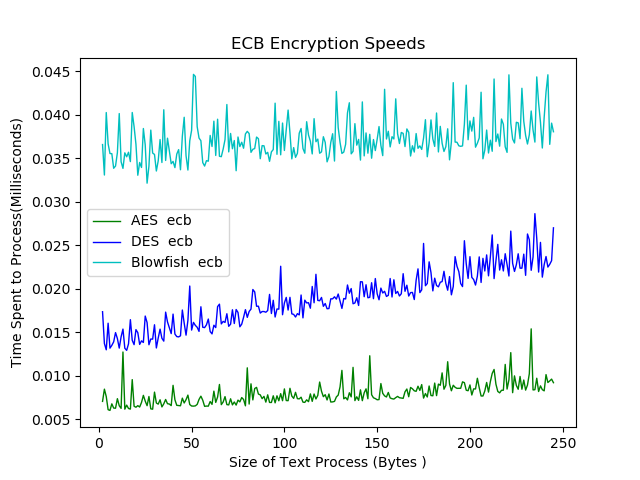 ECB Encryption Speeds
Time Spent to Process(Milliseconds)
0.045
0.040
0.035
0.030
0.025
0.020
0.015
0.010
0.005
AES ecb
DES ecb
Blowfish ecb
0 50 100 150 200 250
Size of Text Process (Bytes )